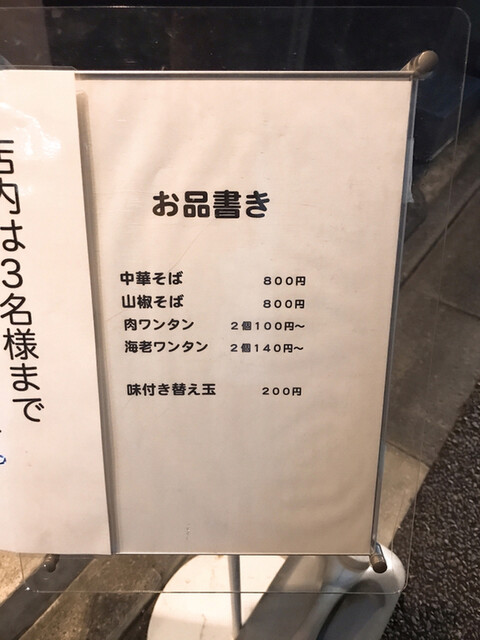 お品書き
中華そば 800円
山椒そば 800円
肉ワンタン 2個100円〜
海老ワンタン 2個140円〜
味付き替え玉 200円
店内は3名様まで